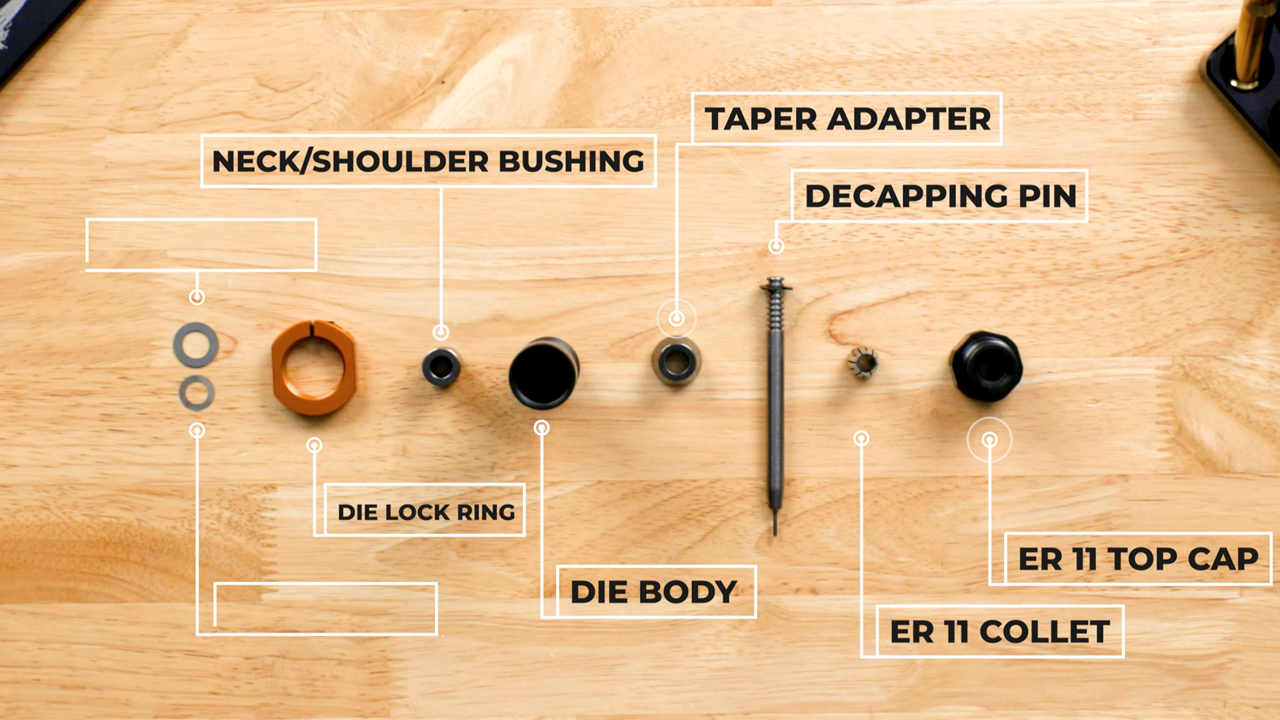 TAPER ADAPTER
NECK/SHOULDER BUSHING
DECAPPING PIN
DIE LOCK RING
ER 11 TOP CAP
DIE BODY
ER 11 COLLET